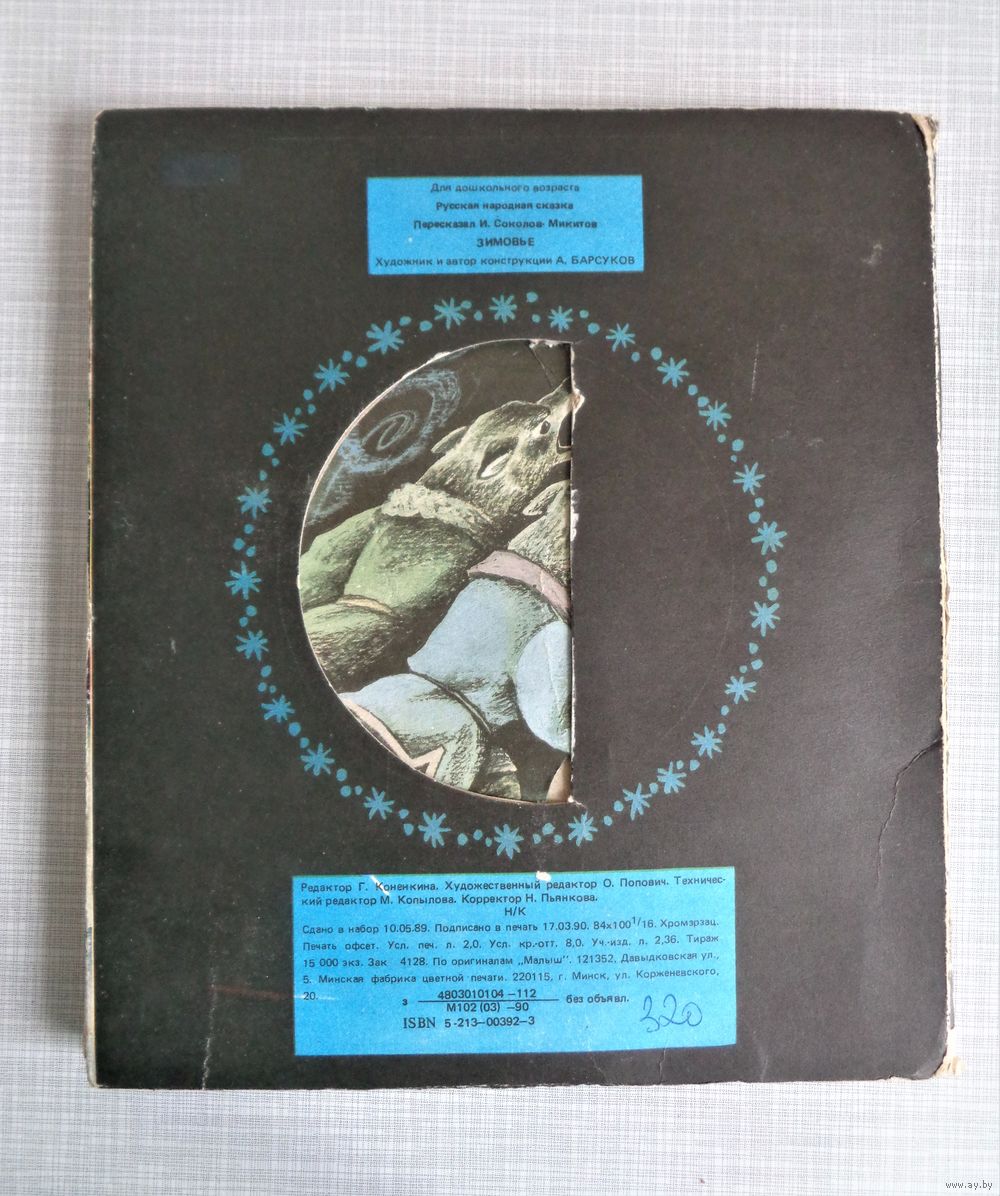 Для дошкольного возраста
Русская народная сказка
Пересказал И. Соколов-Микитов
ЗИМОВЬЕ
Художник и автор конструкции А. БАРСУКОВ
Редактор Г. Коненкина. Художественный редактор О. Попович. Техничес-
кий редактор М. Копылова. Корректор Н. Пьянкова.
Н/К
Сдано в набор 10.05.89. Подписано в печать 17.03.90. 84х100¹/16. Хромэрзац.
Печать офсет. Усл. печ. л. 2,0. Усл. кр.-отт. 8,0. Уч.-изд. л. 2,36. Тираж
15 000 экз. Зак 4128. По оригиналам „Малыш". 121352, Давыдковская ул.,
5. Минская фабрика цветной печати. 220115, г. Минск, ул. Корженевского,
20.
з 4803010104—112 без объявл.
М102(03) —90
ISBN 5-213-00392-3
320
www.ay.by